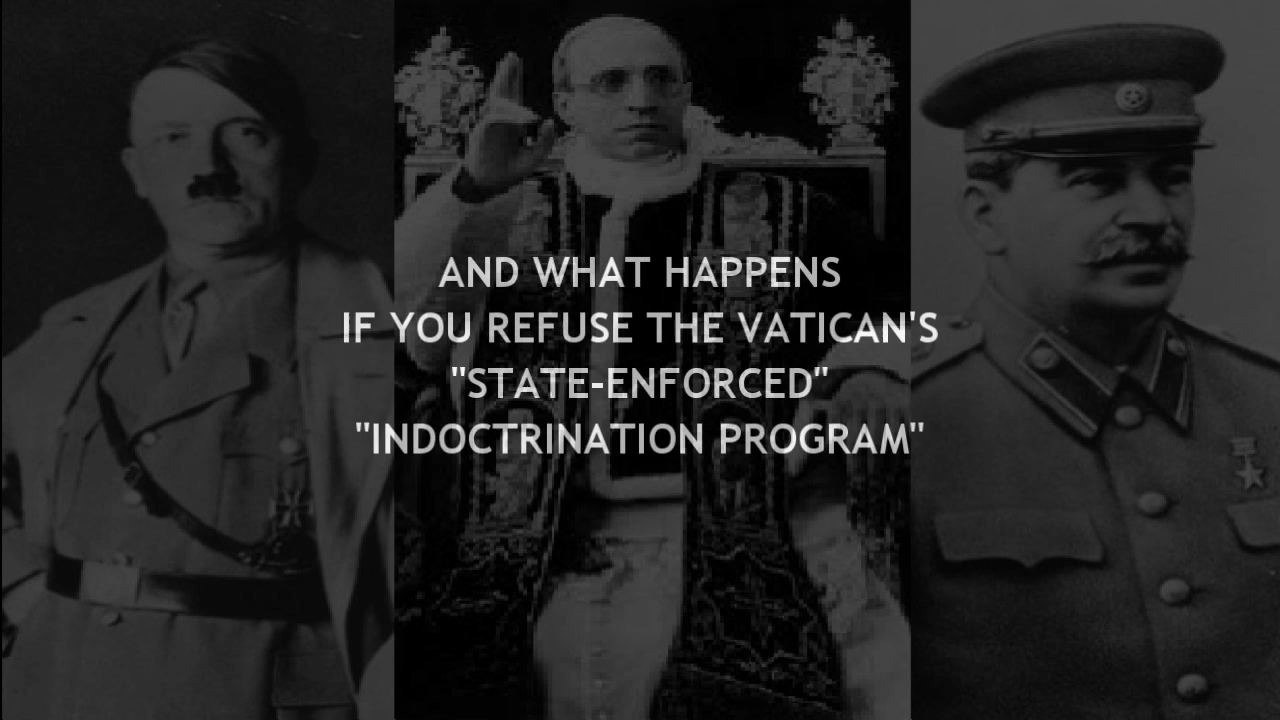 AND WHAT HAPPENS
IF YOU REFUSE THE VATICAN'S
"STATE-ENFORCED"
"INDOCTRINATION PROGRAM"